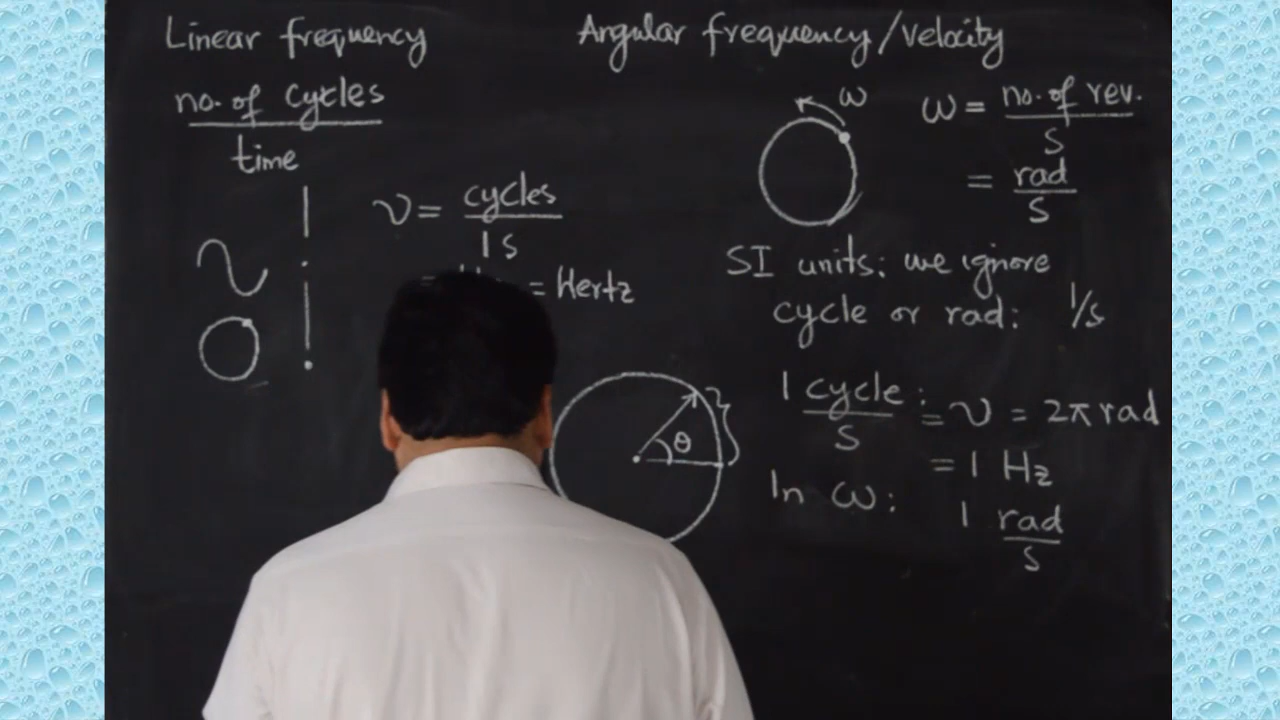 Linear frequency
no. of cycles
time
ν = cycles
1 s
= Hertz
Angular frequency/velocity
ω
ω = no. of rev.
s
= rad
s
SI units: we ignore
cycle or rad: 1/s
θ
1 cycle :
s
= ν = 2π rad
= 1 Hz
In ω: 1 rad
s